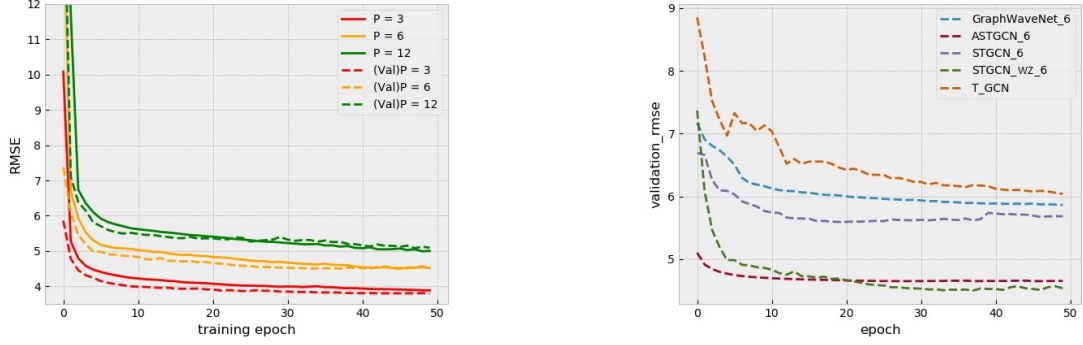 12
11
10
9
8
7
6
5
4
RMSE
0
10
20
30
40
50
training epoch
P = 3
P = 6
P = 12
(Val)P = 3
(Val)P = 6
(Val)P = 12
9
8
7
6
5
validation_rmse
0
10
20
30
40
50
epoch
GraphWaveNet_6
ASTGCN_6
STGCN_6
STGCN_WZ_6
T_GCN